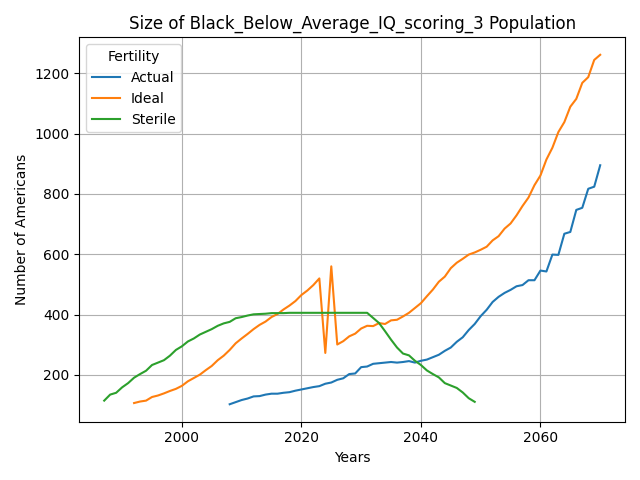 Size of Black_Below_Average_IQ_scoring_3 Population
Fertility
Actual
Ideal
Sterile
Number of Americans
1200
1000
800
600
400
200
2000
2020
2040
2060
Years